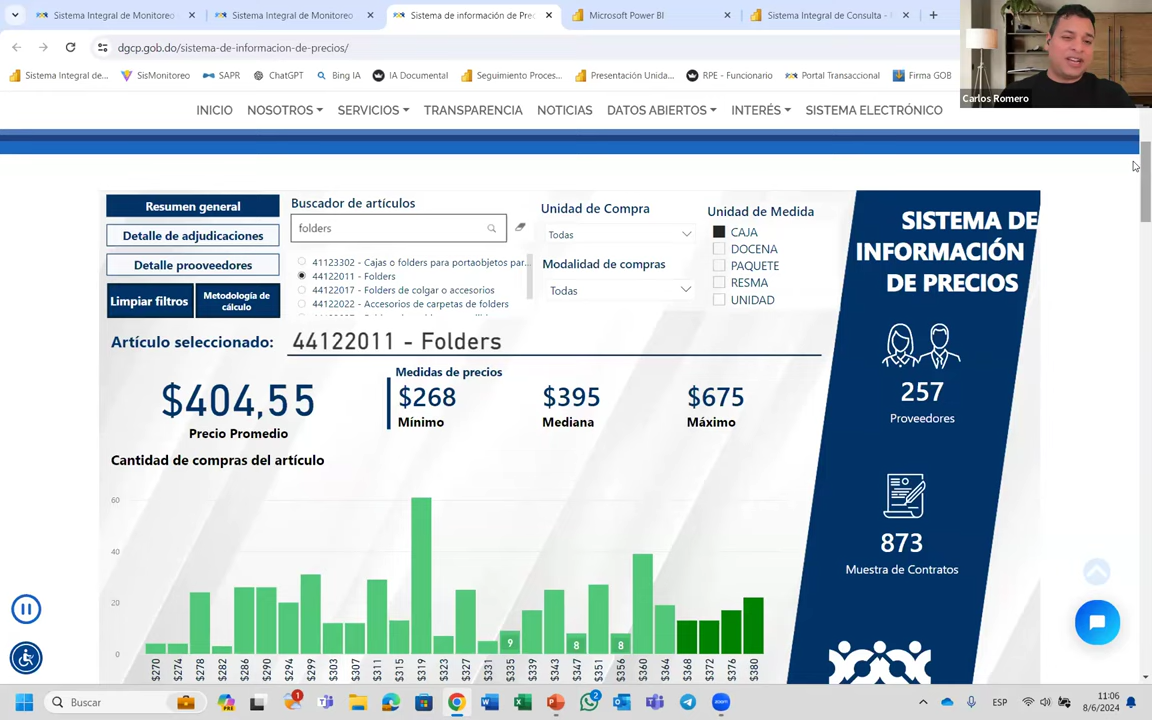 Sistema Integral de Monitoreo
Sistema Integral de Monitoreo
Sistema de información de Prec
Microsoft Power BI
Sistema Integral de Consulta -
dgcp.gob.do/sistema-de-informacion-de-precios/
Sistema Integral de...
SisMonitoreo
SAPR
ChatGPT
Bing IA
IA Documental
Seguimiento Proces...
Presentación Unida...
RPE - Funcionario
Portal Transaccional
Firma GOB
Carlos Romero
INICIO NOSOTROS SERVICIOS TRANSPARENCIA NOTICIAS DATOS ABIERTOS INTERÉS SISTEMA ELECTRÓNICO
Resumen general
Detalle de adjudicaciones
Detalle prooveedores
Limpiar filtros
Metodología de
cálculo
Buscador de artículos
folders
41123302 - Cajas o folders para portaobjetos par...
44122011 - Folders
44122017 - Folders de colgar o accesorios
44122022 - Accesorios de carpetas de folders
Unidad de Compra
Todas
Modalidad de compras
Todas
Unidad de Medida
CAJA
DOCENA
PAQUETE
RESMA
UNIDAD
SISTEMA DE
INFORMACIÓN
DE PRECIOS
Artículo seleccionado: 44122011 - Folders
$404,55
Precio Promedio
Medidas de precios
$268
Mínimo
$395
Mediana
$675
Máximo
257
Proveedores
873
Muestra de Contratos
Cantidad de compras del artículo
60
40
20
0
9
8
8
$270 $274 $278 $282 $286 $290 $294 $299 $303 $307 $311 $315 $319 $323 $327 $331 $335 $339 $343 $347 $351 $356 $360 $364 $368 $372 $376 $380
Buscar
PRE
1
2
zoom
ESP
11:06
8/6/2024